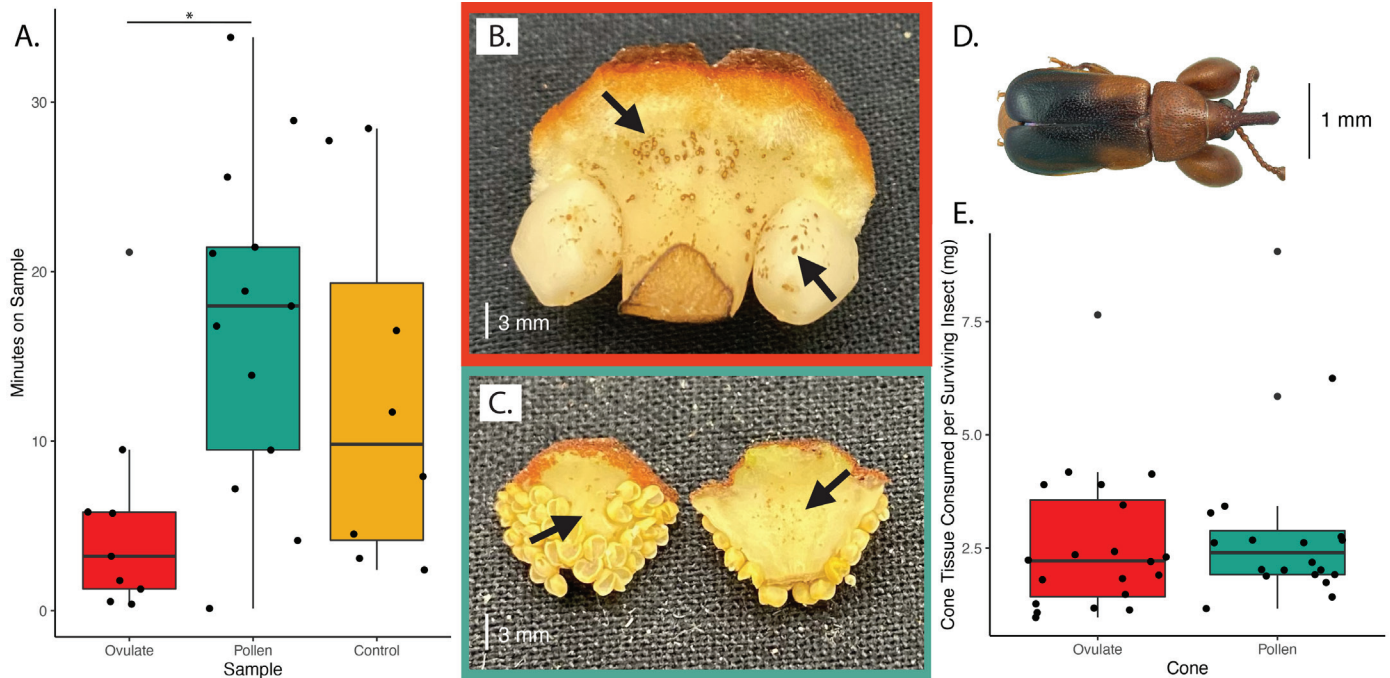 A.
*
Minutes on Sample
30
20
10
0
Ovulate Pollen Control
Sample
B.
3 mm
C.
3 mm
D.
1 mm
E.
Cone Tissue Consumed per Surviving Insect (mg)
7.5
5.0
2.5
Ovulate Pollen
Cone